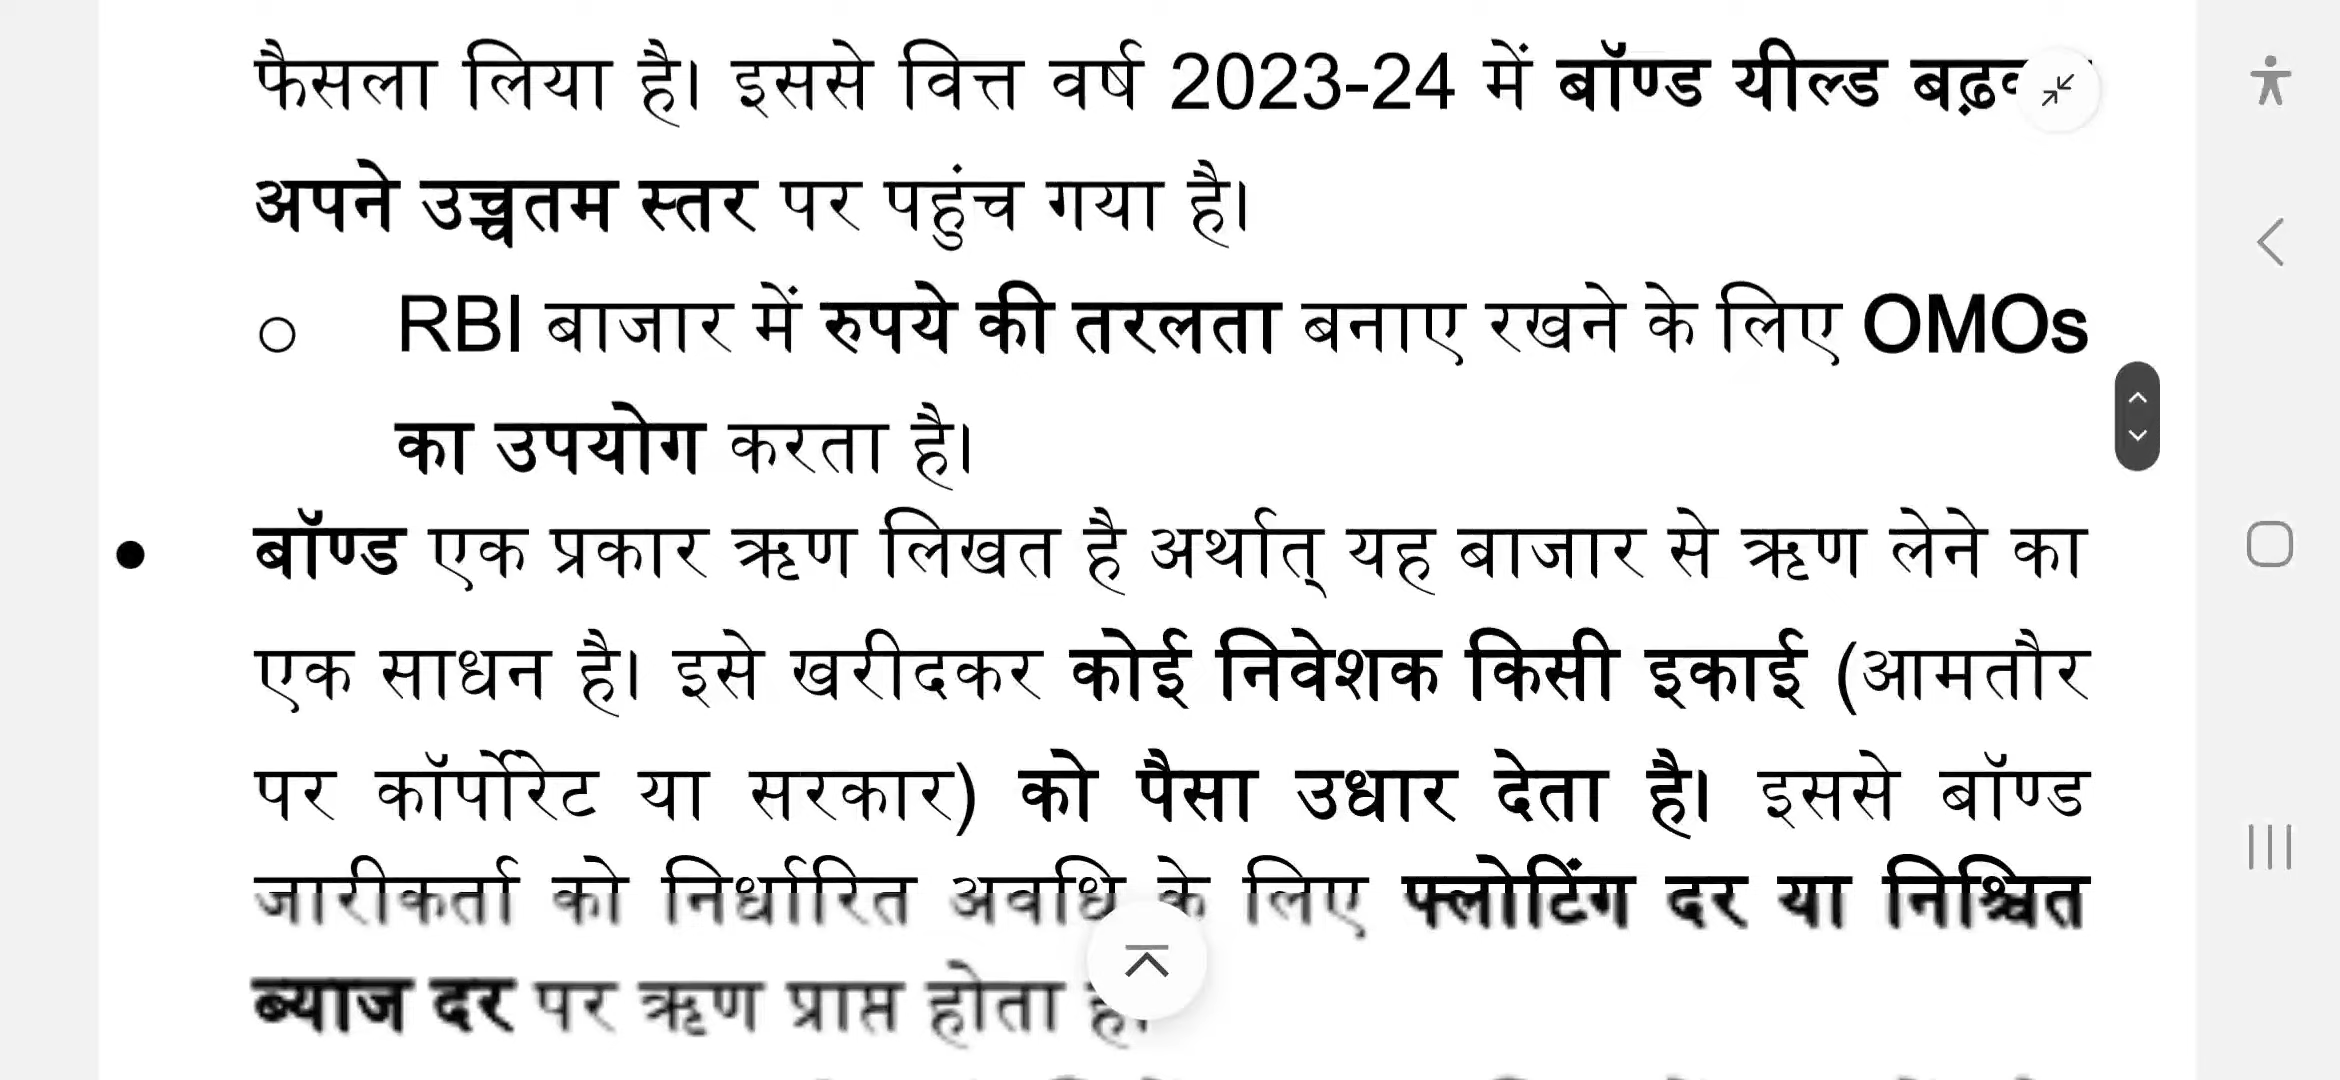 फैसला लिया है। इससे वित्त वर्ष 2023-24 में बॉण्ड यील्ड
अपने उच्चतम स्तर पर पहुंच गया है।
○ RBI बाजार में रुपये की तरलता बनाए रखने के लिए OMOs
का उपयोग करता है।
● बॉण्ड एक प्रकार ऋण लिखत है अर्थात् यह बाजार से ऋण लेने का
एक साधन है। इसे खरीदकर कोई निवेशक किसी इकाई (आमतौर
पर कॉर्पोरेट या सरकार) को पैसा उधार देता है। इससे बॉण्ड
जारीकर्ता को निर्धारित अवधि के लिए फ्लोटिंग दर या निश्चित
ब्याज दर पर ऋण प्राप्त होता है।